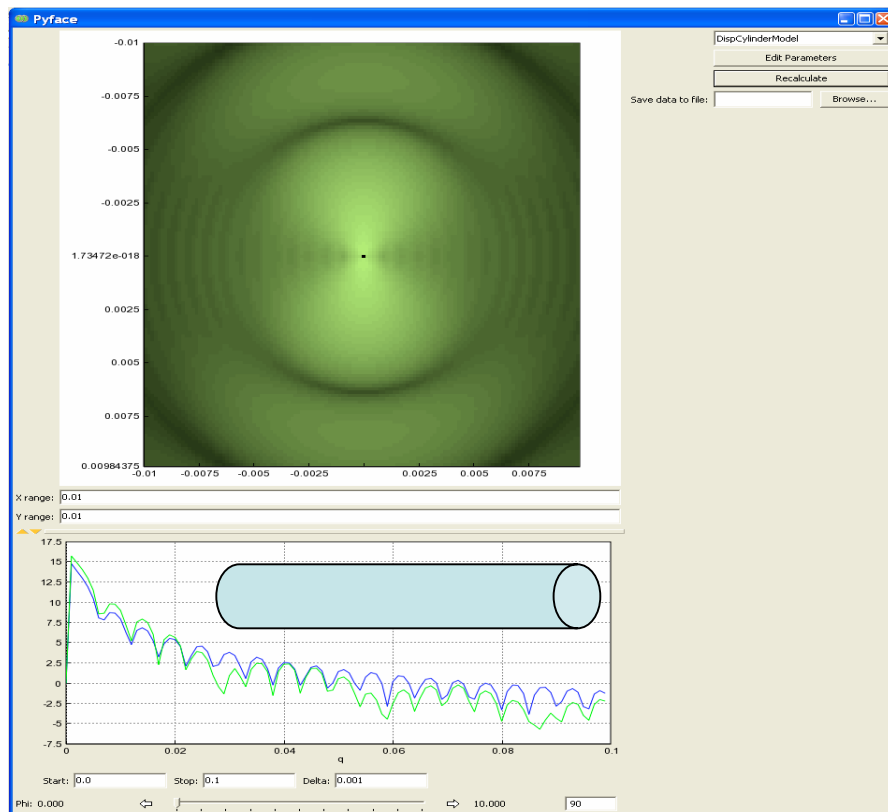 Pyface
-0.01
-0.0075
-0.005
-0.0025
1.73472e-018
0.0025
0.005
0.0075
0.00984375
-0.01 -0.0075 -0.005 -0.0025 0.0025 0.005 0.0075
DispCylinderModel
Edit Parameters
Recalculate
Save data to file: Browse...
X range: 0.01
Y range: 0.01
17.5
15
12.5
10
7.5
5
2.5
0
-2.5
-5
-7.5
0 0.02 0.04 0.06 0.08 0.1
q
Start: 0.0 Stop: 0.1 Delta: 0.001
Phi: 0.000 10.000 90